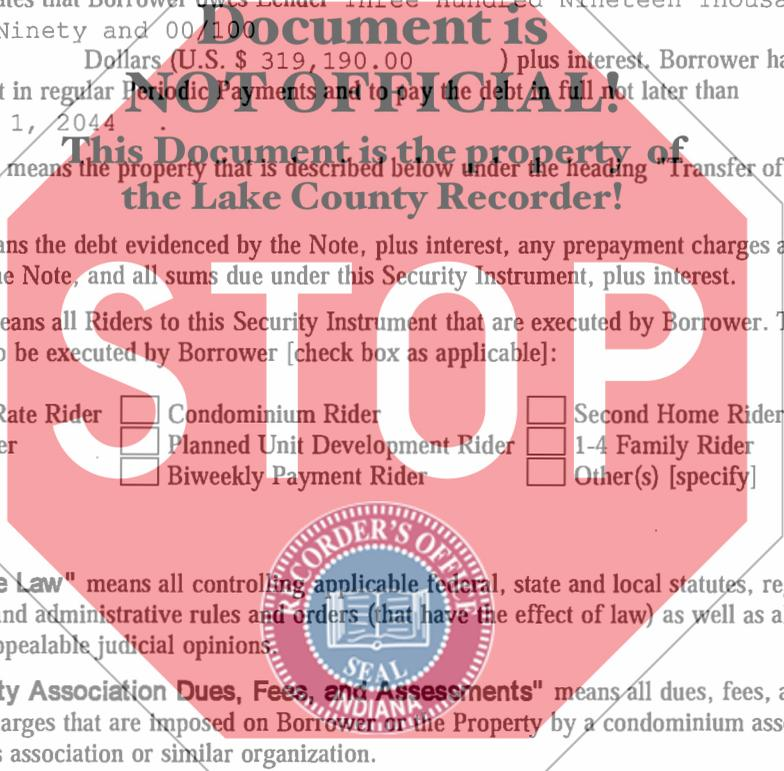 ates that Borrower owes Lender Three Hundred Nineteen Thousa
Ninety and 00/100
Document is
Dollars (U.S. $ 319,190.00 ) plus interest. Borrower ha
NOT OFFICIAL!
t in regular Periodic Payments and to pay the debt in full not later than
1, 2044 .
This Document is the property of
means the property that is described below under the heading "Transfer of
the Lake County Recorder!
ans the debt evidenced by the Note, plus interest, any prepayment charges a
e Note, and all sums due under this Security Instrument, plus interest.
STOP
eans all Riders to this Security Instrument that are executed by Borrower. T
o be executed by Borrower [check box as applicable]:
Rate Rider Condominium Rider Second Home Rider
er Planned Unit Development Rider 1-4 Family Rider
Biweekly Payment Rider Other(s) [specify]
RECORDER'S OFFICE
SEAL
INDIANA
e Law" means all controlling applicable federal, state and local statutes, re
nd administrative rules and orders (that have the effect of law) as well as a
ppealable judicial opinions.
ty Association Dues, Fees, and Assessments" means all dues, fees, a
arges that are imposed on Borrower or the Property by a condominium ass
s association or similar organization.